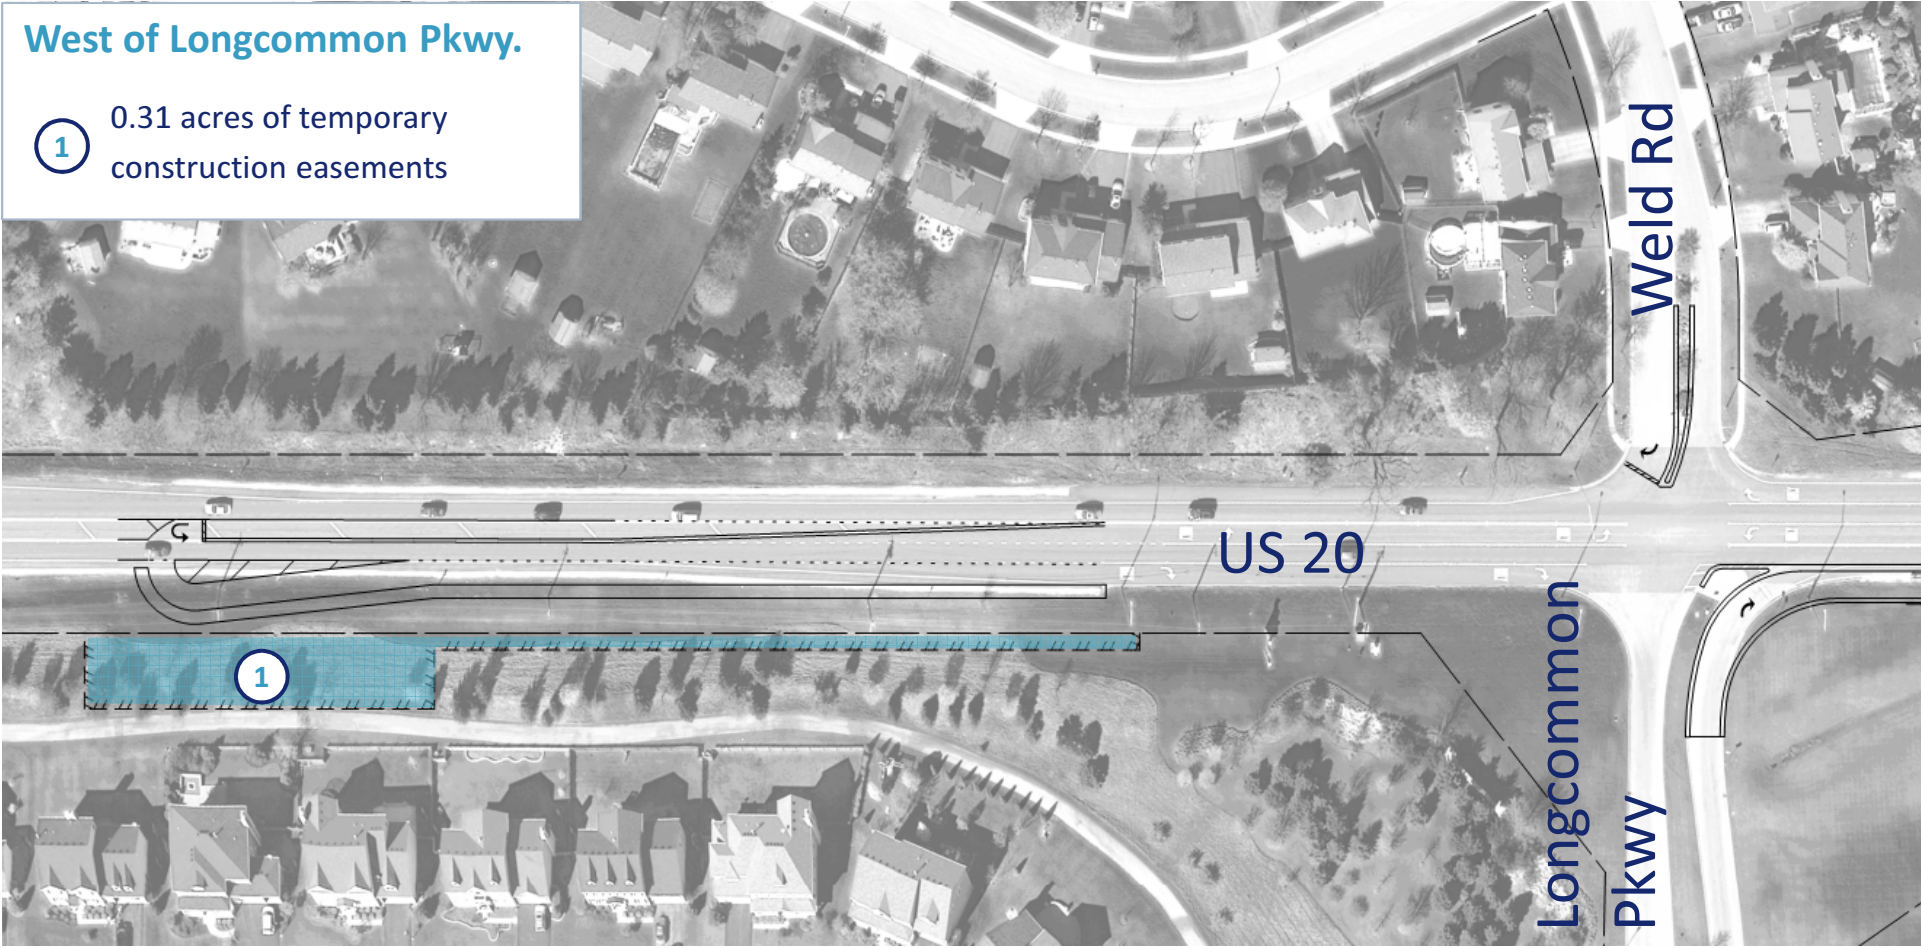 West of Longcommon Pkwy.
1
0.31 acres of temporary
construction easements
Weld Rd
US 20
1
Longcommon
Pkwy